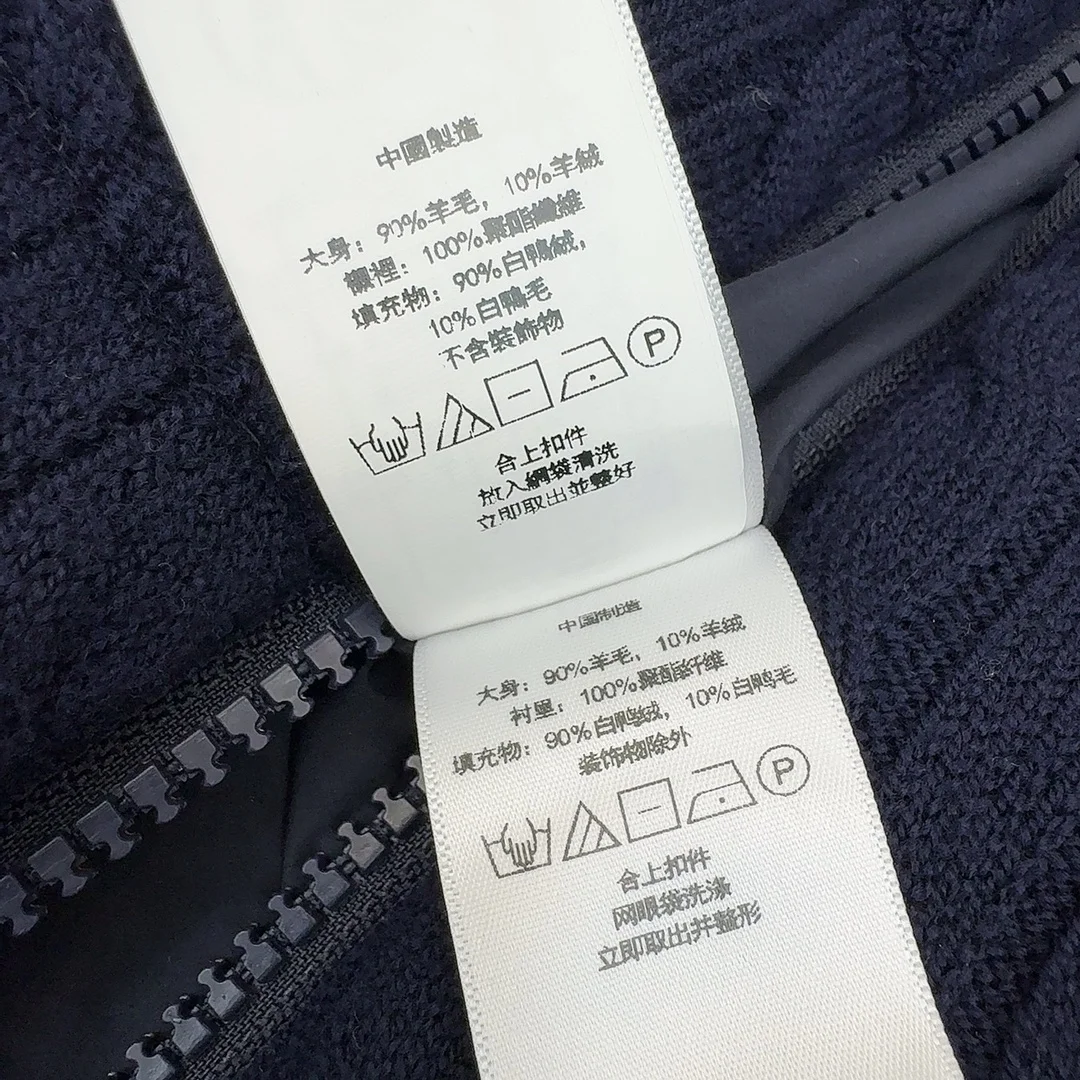 中國製造
大身：90%羊毛，10%羊絨
襯裡：100%聚酯纖維
填充物：90%白鴨絨，
10%白鴨毛
不含裝飾物
P
合上扣件
放入網袋清洗
立即取出並整好
中国制造
大身：90%羊毛，10%羊绒
衬里：100%聚酯纤维
填充物：90%白鸭绒，10%白鸭毛
装饰物除外
P
合上扣件
网眼袋洗涤
立即取出并整形